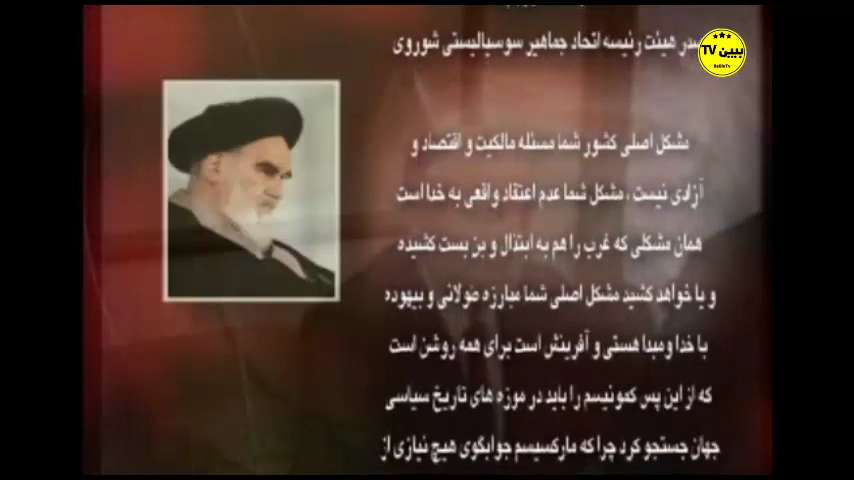 صدر هیئت رئیسه اتحاد جماهیر سوسیالیستی شوروی
مشکل اصلی کشور شما مسئله مالکیت و اقتصاد و
آزادی نیست ، مشکل شما عدم اعتقاد واقعی به خدا است
همان مشکلی که غرب را هم به ابتذال و بن بست کشیده
و یا خواهد کشید مشکل اصلی شما مبارزه طولانی و بیهوده
با خدا و مبدا هستی و آفرینش است برای همه روشن است
که از این پس کمونیسم را باید در موزه های تاریخ سیاسی
جهان جستجو کرد چرا که مارکسیسم جوابگوی هیچ نیازی از
ببین TV
BeBinTv